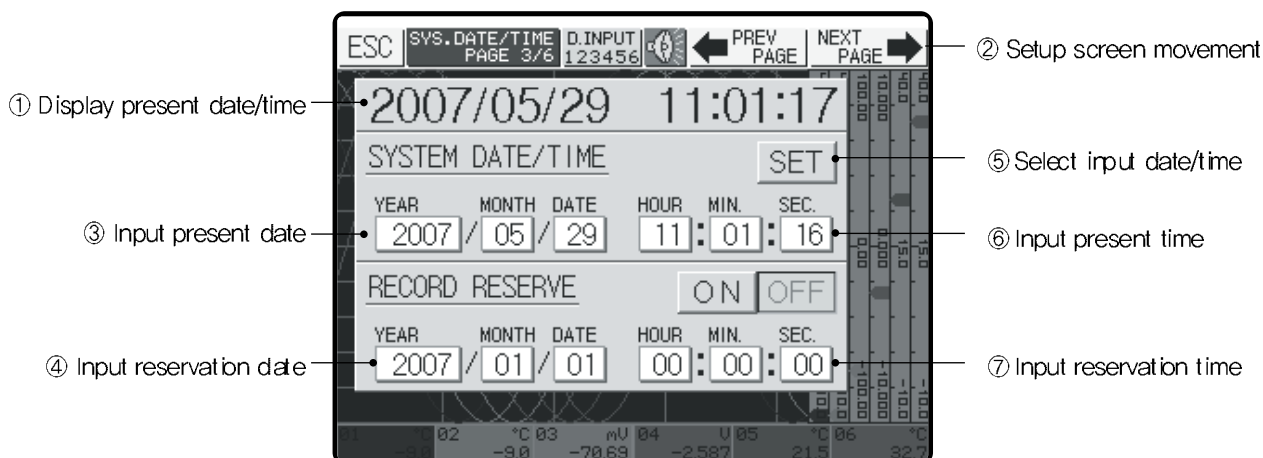 ESC SYS.DATE/TIME PAGE 3/6 D.INPUT 123456 PREV PAGE NEXT PAGE
② Setup screen movement
① Display present date/time
2007/05/29 11:01:17
SYSTEM DATE/TIME SET
⑤ Select input date/time
YEAR MONTH DATE HOUR MIN. SEC.
③ Input present date
2007 / 05 / 29 11 : 01 : 16
⑥ Input present time
RECORD RESERVE ON OFF
YEAR MONTH DATE HOUR MIN. SEC.
④ Input reservation date
2007 / 01 / 01 00 : 00 : 00
⑦ Input reservation time
01 °C 02 °C 03 mV 04 V 05 °C 06 °C
-9.0 -70.69 -2.587 21.5 32.7